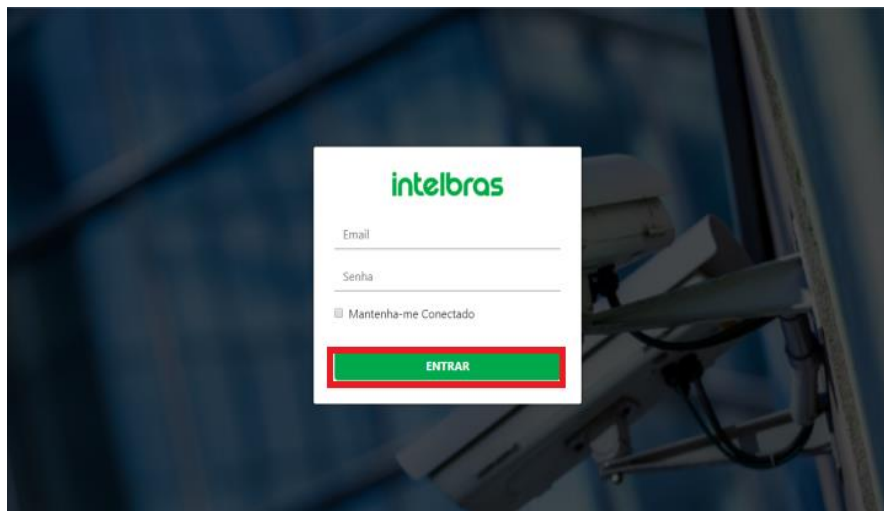 intelbras
Email
Senha
Mantenha-me Conectado
ENTRAR